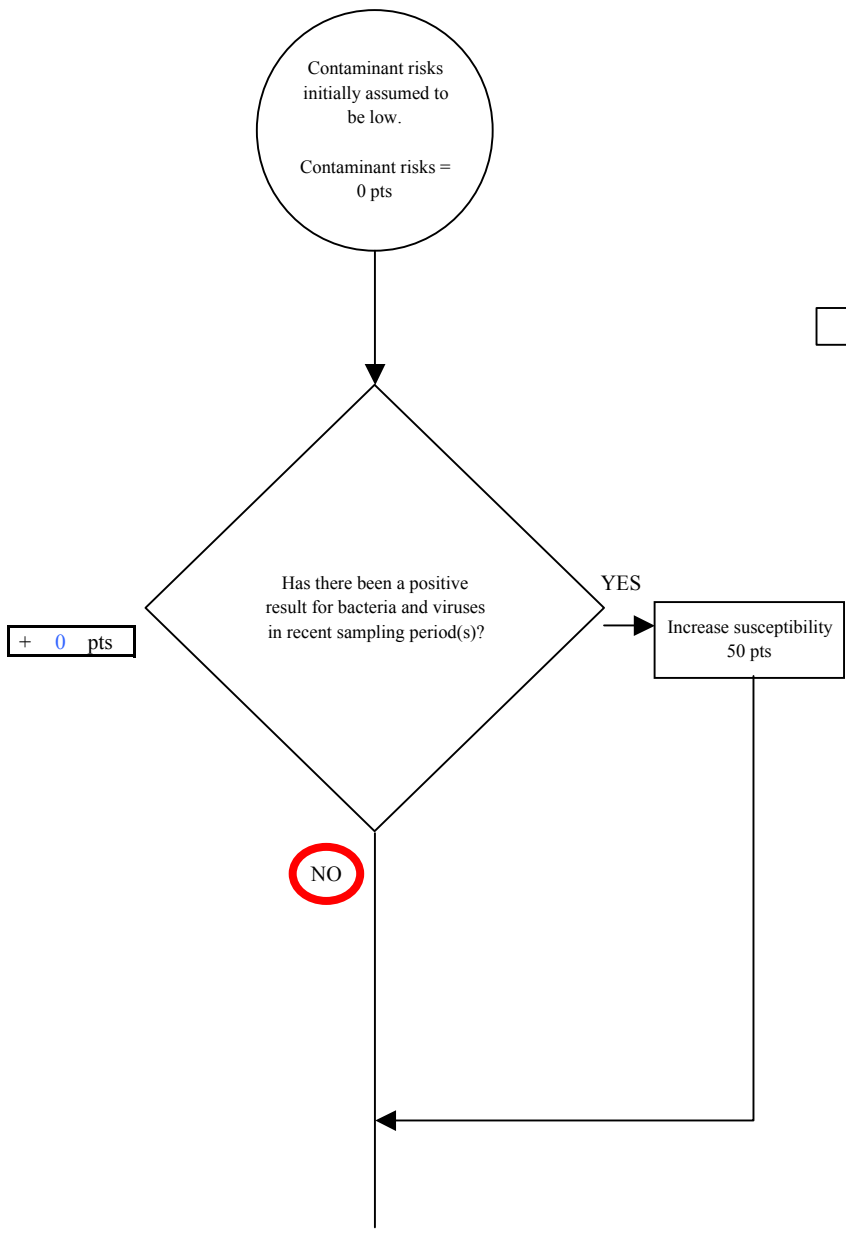 Contaminant risks
initially assumed to
be low.
Contaminant risks =
0 pts
Has there been a positive
result for bacteria and viruses
in recent sampling period(s)?
YES
Increase susceptibility
50 pts
+ 0 pts
NO